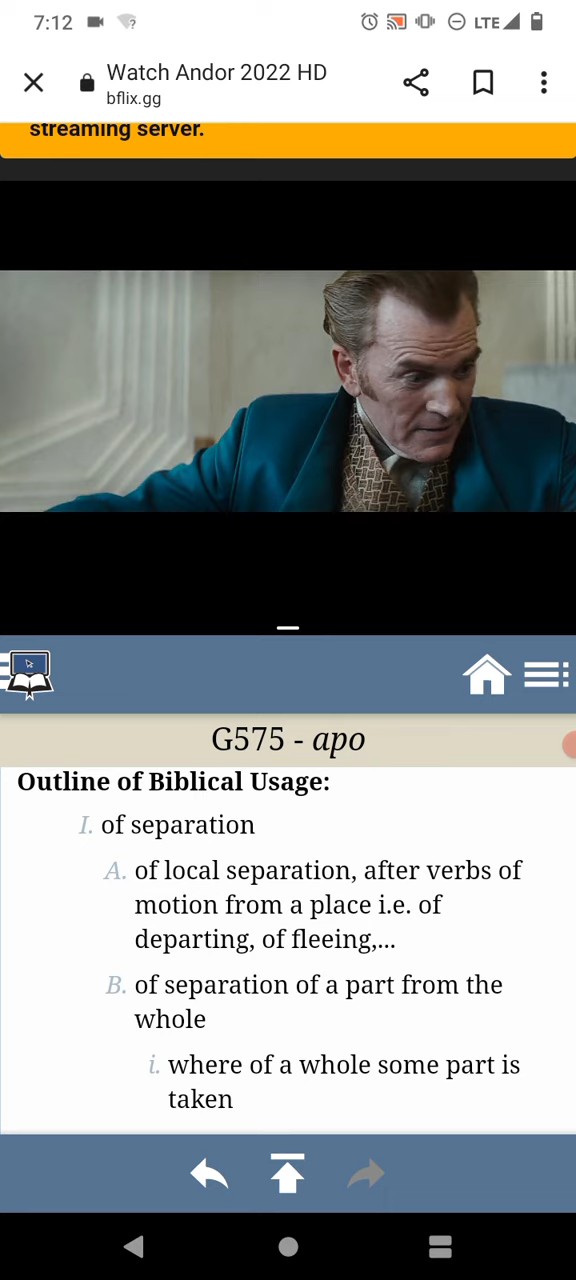 7:12
?
LTE
Watch Andor 2022 HD
bflix.gg
streaming server.
G575 - apo
Outline of Biblical Usage:
I. of separation
A. of local separation, after verbs of
motion from a place i.e. of
departing, of fleeing,...
B. of separation of a part from the
whole
i. where of a whole some part is
taken